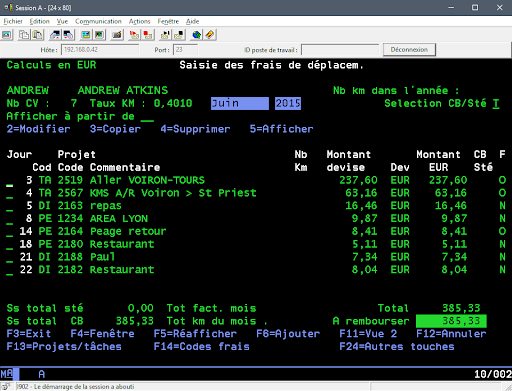 Session A - [24 x 80]
Fichier Edition Vue Communication Actions Fenêtre Aide
Hôte : 192.168.0.42 Port : 23 ID poste de travail : Déconnexion
Calculs en EUR Saisie des frais de déplacem.
ANDREW ANDREW ATKINS Nb km dans l'année :
Nb CV : 7 Taux KM : 0,4010 Juin 2015 Selection CB/Sté T
Afficher à partir de
2=Modifier 3=Copier 4=Supprimer 5=Afficher
Jour Projet Nb Montant Montant CB F
Cod Code Commentaire Km devise Dev EUR Sté
3 TA 2519 Aller VOIRON-TOURS 237,60 EUR 237,60 O
4 TA 2567 KMS A/R Voiron > St Priest 63,16 EUR 63,16 O
5 DI 2163 repas 16,46 EUR 16,46 N
8 PE 1234 AREA LYON 9,87 EUR 9,87 N
14 PE 2164 Peage retour 8,41 EUR 8,41 O
18 PE 2180 Restaurant 5,11 EUR 5,11 N
21 DI 2188 Paul 7,34 EUR 7,34 N
22 DI 2182 Restaurant 8,04 EUR 8,04 N
Ss total sté 0,00 Tot fact. mois Total 385,33
Ss total CB 385,33 Tot km du mois . A rembourser 385,33
F3=Exit F4=Fenêtre F5=Réafficher F6=Ajouter F11=Vue 2 F12=Annuler
F13=Projets/tâches F14=Codes frais F24=Autres touches
MA A 10/002
I902 - Le démarrage de la session a abouti